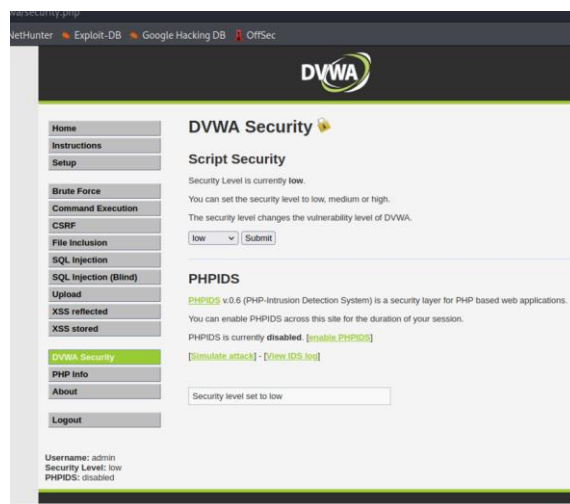 wa/security.php
NetHunter Exploit-DB Google Hacking DB OffSec
DVWA
Home
Instructions
Setup
Brute Force
Command Execution
CSRF
File Inclusion
SQL Injection
SQL Injection (Blind)
Upload
XSS reflected
XSS stored
DVWA Security
PHP Info
About
Logout
Username: admin
Security Level: low
PHPIDS: disabled
DVWA Security
Script Security
Security Level is currently low.
You can set the security level to low, medium or high.
The security level changes the vulnerability level of DVWA.
low Submit
PHPIDS
PHPIDS v.0.6 (PHP-Intrusion Detection System) is a security layer for PHP based web applications.
You can enable PHPIDS across this site for the duration of your session.
PHPIDS is currently disabled. [enable PHPIDS]
[Simulate attack] - [View IDS log]
Security level set to low